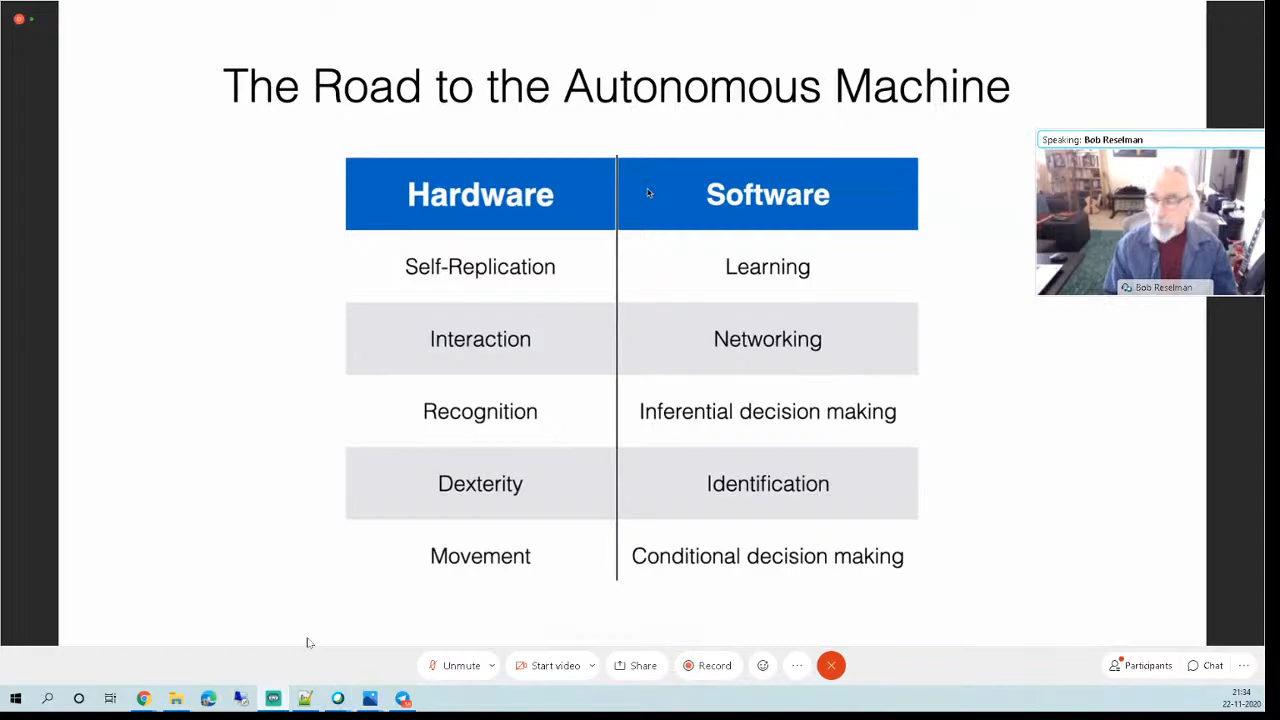 The Road to the Autonomous Machine
Speaking: Bob Reselman
Hardware Software
Self-Replication Learning
Bob Reselman
Interaction Networking
Recognition Inferential decision making
Dexterity Identification
Movement Conditional decision making
Unmute Start video Share Record Participants Chat
21:34
22-11-2020